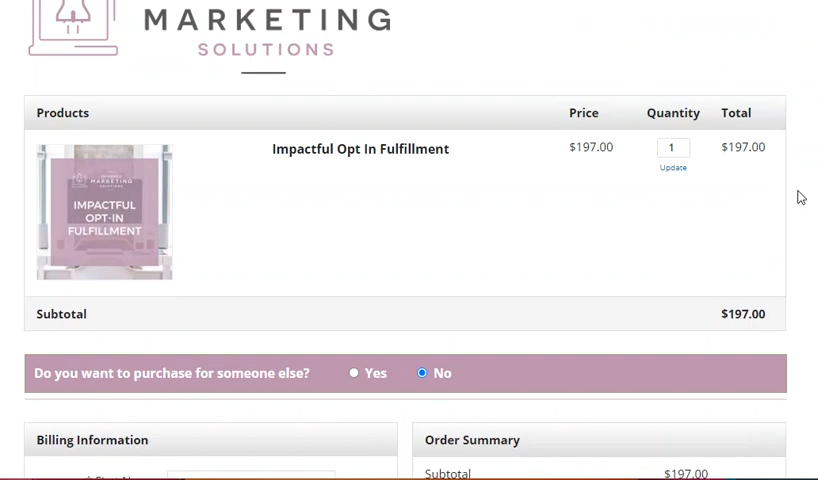 MARKETING
SOLUTIONS
Products Price Quantity Total
Impactful Opt In Fulfillment $197.00 1 $197.00
Update
MARKETING
SOLUTIONS
IMPACTFUL
OPT-IN
FULFILLMENT
Subtotal $197.00
Do you want to purchase for someone else? Yes No
Billing Information
Order Summary
Subtotal $197.00